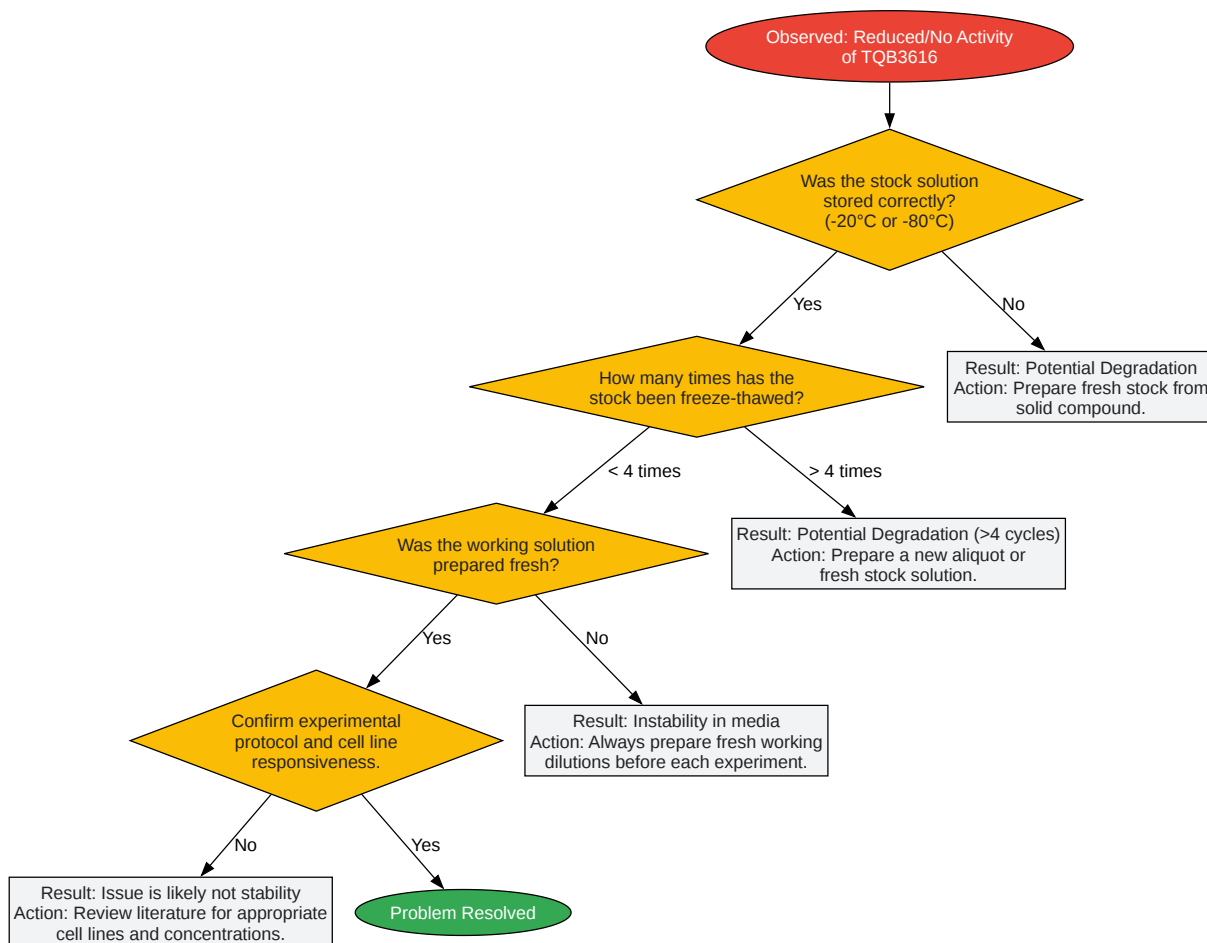 Observed: Reduced/No Activity
of TQB3616
Was the stock solution
stored correctly?
(-20°C or -80°C)
Yes
No
How many times has the
stock been freeze-thawed?
Result: Potential Degradation
Action: Prepare fresh stock from
solid compound.
< 4 times
> 4 times
Was the working solution
prepared fresh?
Result: Potential Degradation (>4 cycles)
Action: Prepare a new aliquot or
fresh stock solution.
Yes
No
Confirm experimental
protocol and cell line
responsiveness.
Result: Instability in media
Action: Always prepare fresh working
dilutions before each experiment.
No
Yes
Result: Issue is likely not stability
Action: Review literature for appropriate
cell lines and concentrations.
Problem Resolved